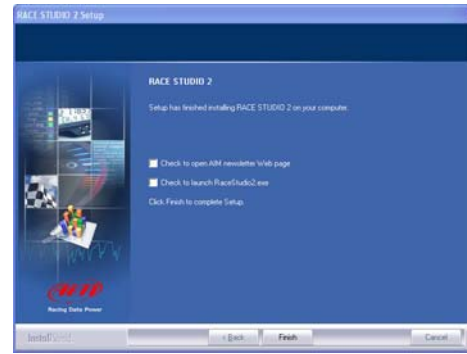 RACE STUDIO 2 Setup
RACE STUDIO 2
Setup has finished installing RACE STUDIO 2 on your computer.
Check to open AIM newsletter Web page
Check to launch RaceStudio2.exe
Click Finish to complete Setup.
AIM
Racing Data Power
InstallShield
< Back
Finish
Cancel